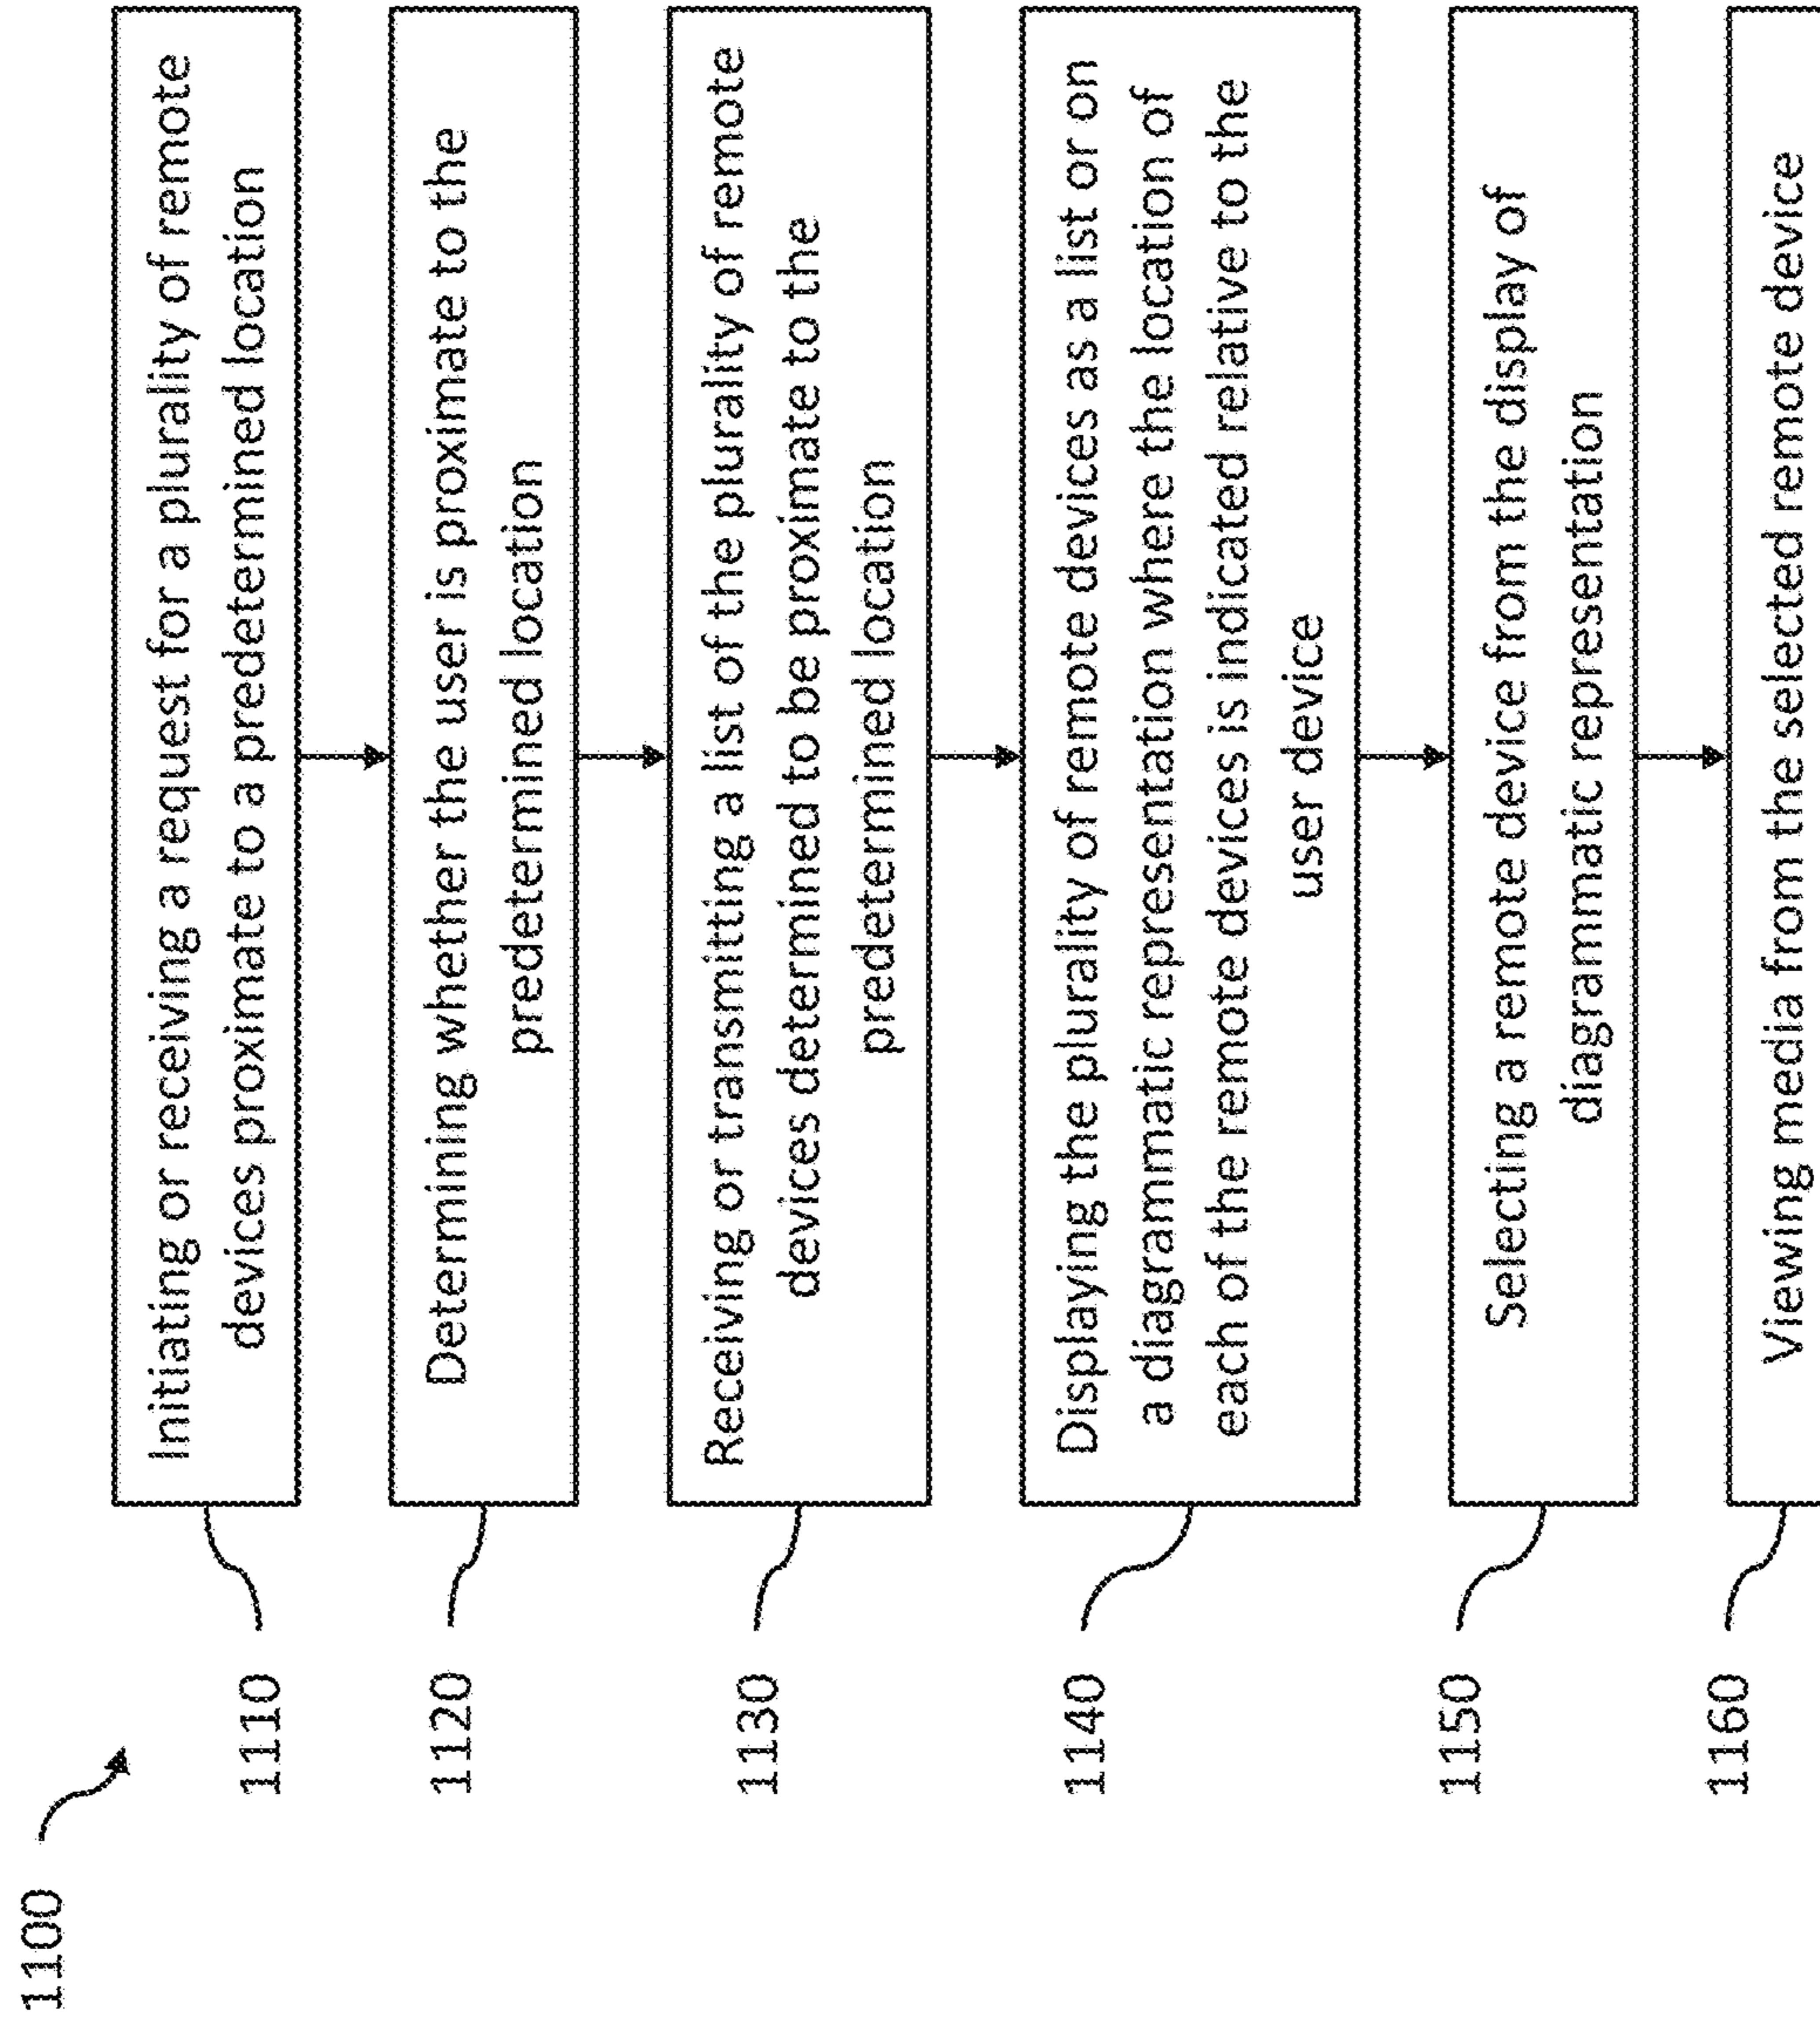 1100
1110
Initiating or receiving a request for a plurality of remote
devices proximate to a predetermined location
1120
Determining whether the user is proximate to the
predetermined location
1130
Receiving or transmitting a list of the plurality of remote
devices determined to be proximate to the
predetermined location
1140
Displaying the plurality of remote devices as a list or on
a diagrammatic representation where the location of
each of the remote devices is indicated relative to the
user device
1150
Selecting a remote device from the display of
diagrammatic representation
1160
Viewing media from the selected remote device